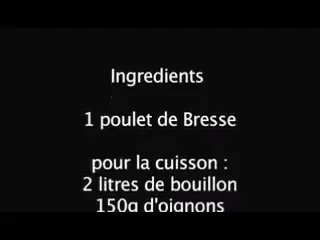 Ingredients
1 poulet de Bresse
pour la cuisson :
2 litres de bouillon
150g d'oignons